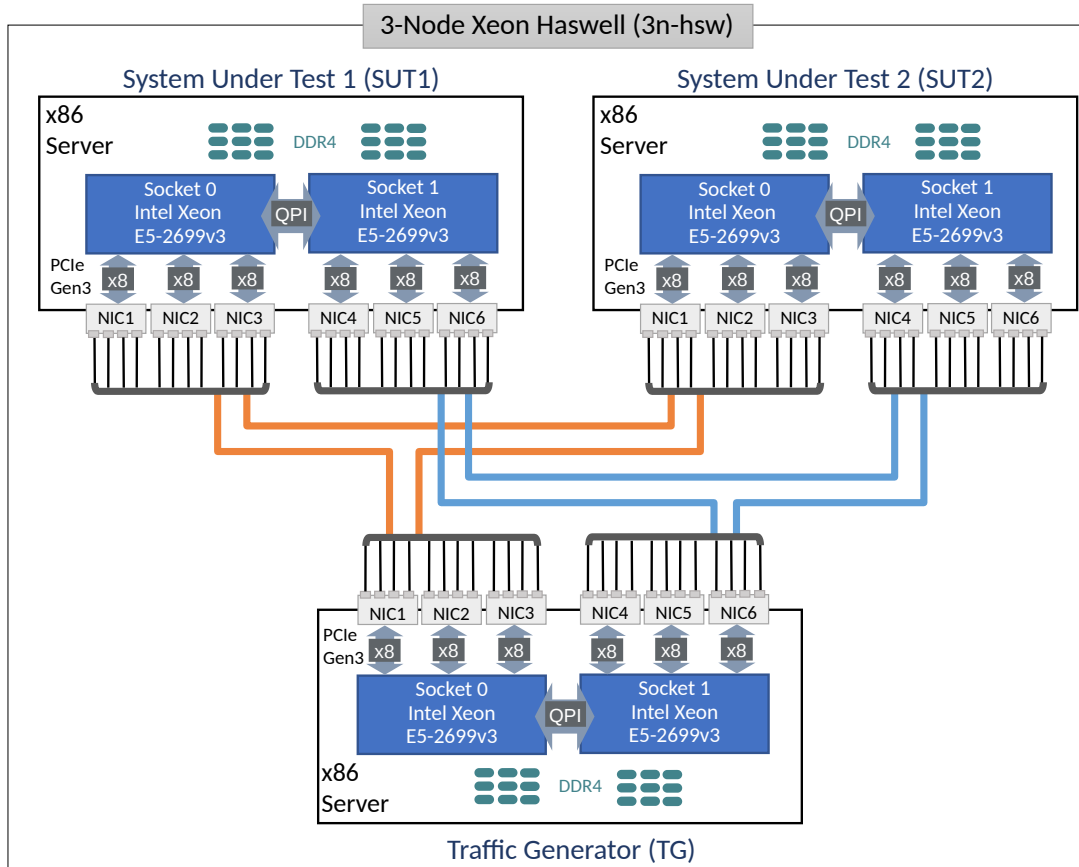 3-Node Xeon Haswell (3n-hsw)
System Under Test 1 (SUT1)
x86
Server
DDR4
Socket 0
Intel Xeon
E5-2699v3
QPI
Socket 1
Intel Xeon
E5-2699v3
PCIe
Gen3
x8
x8
x8
x8
x8
x8
NIC1
NIC2
NIC3
NIC4
NIC5
NIC6
System Under Test 2 (SUT2)
x86
Server
DDR4
Socket 0
Intel Xeon
E5-2699v3
QPI
Socket 1
Intel Xeon
E5-2699v3
PCIe
Gen3
x8
x8
x8
x8
x8
x8
NIC1
NIC2
NIC3
NIC4
NIC5
NIC6
NIC1
NIC2
NIC3
NIC4
NIC5
NIC6
PCIe
Gen3
x8
x8
x8
x8
x8
x8
Socket 0
Intel Xeon
E5-2699v3
QPI
Socket 1
Intel Xeon
E5-2699v3
x86
Server
DDR4
Traffic Generator (TG)